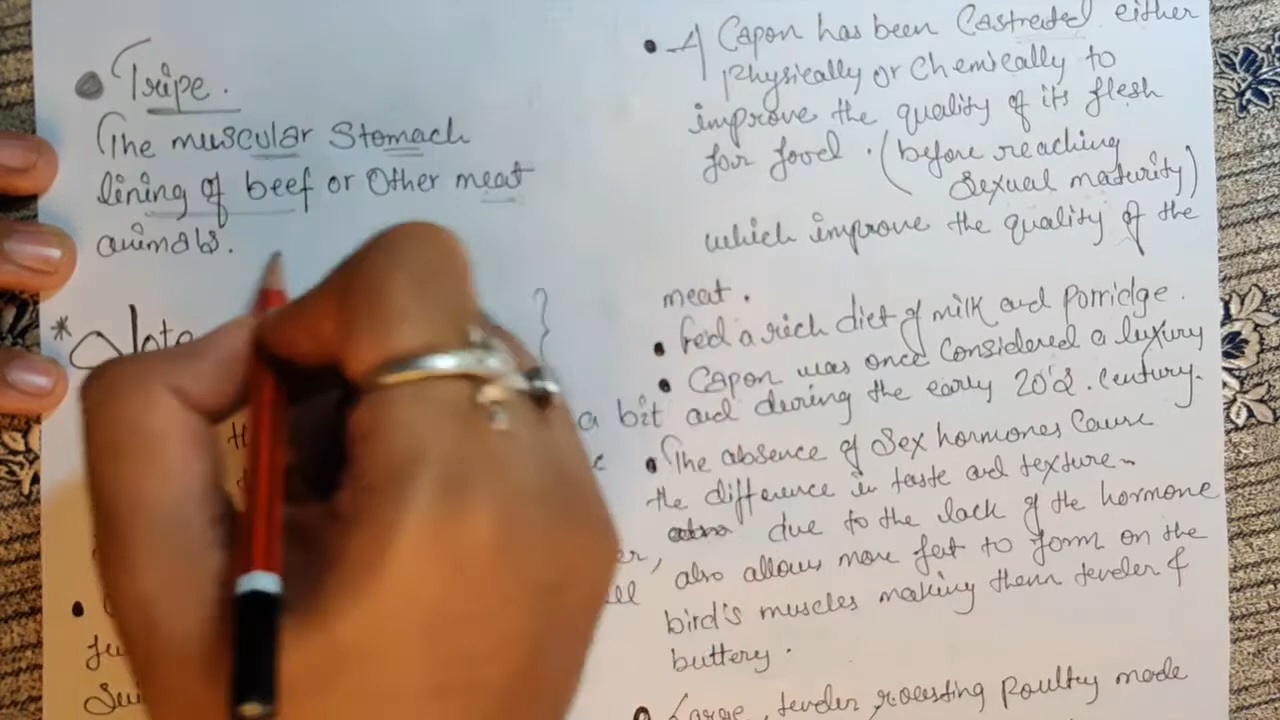 Tripe.
The muscular Stomach
lining of beef or Other meat
animals.
* Note
A Capon has been Castrated either
physically or chemically to
improve the quality of its flesh
for food. (before reaching
sexual maturity)
which improve the quality of the
meat.
feed a rich diet of milk and porridge.
Capon was once considered a luxury
a bit and during the early 20's. century.
The absence of Sex hormones Cause
the difference in taste and texture
due to the lack of the hormone
er, also allows more fat to form on the
bird's muscles making them tender &
buttery.
Large, tender, roasting poultry made